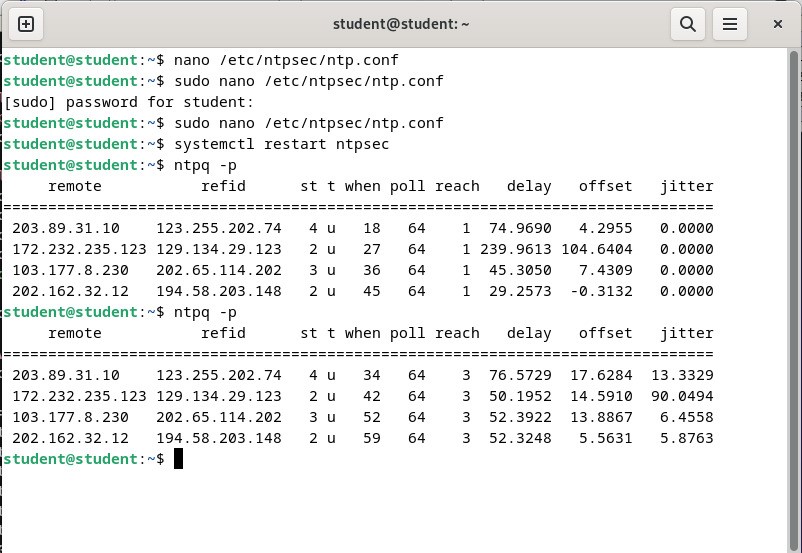 student@student: ~
student@student:~$ nano /etc/ntpsec/ntp.conf
student@student:~$ sudo nano /etc/ntpsec/ntp.conf
[sudo] password for student:
student@student:~$ sudo nano /etc/ntpsec/ntp.conf
student@student:~$ systemctl restart ntpsec
student@student:~$ ntpq -p
     remote           refid      st t when poll reach   delay   offset   jitter
===============================================================================
 203.89.31.10    123.255.202.74   4 u   18   64     1  74.9690   4.2955   0.0000
 172.232.235.123 129.134.29.123   2 u   27   64     1 239.9613 104.6404   0.0000
 103.177.8.230   202.65.114.202   3 u   36   64     1  45.3050   7.4309   0.0000
 202.162.32.12   194.58.203.148   2 u   45   64     1  29.2573  -0.3132   0.0000
student@student:~$ ntpq -p
     remote           refid      st t when poll reach   delay   offset   jitter
===============================================================================
 203.89.31.10    123.255.202.74   4 u   34   64     3  76.5729  17.6284  13.3329
 172.232.235.123 129.134.29.123   2 u   42   64     3  50.1952  14.5910  90.0494
 103.177.8.230   202.65.114.202   3 u   52   64     3  52.3922  13.8867   6.4558
 202.162.32.12   194.58.203.148   2 u   59   64     3  52.3248   5.5631   5.8763
student@student:~$